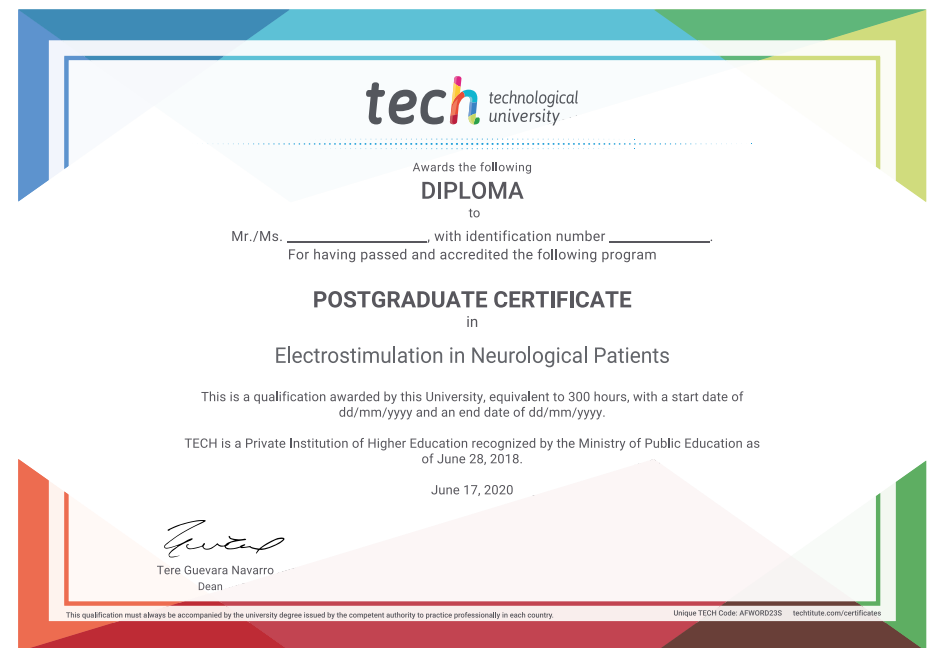 tech technological
university
Awards the following
DIPLOMA
to
Mr./Ms. ____________, with identification number ____________.
For having passed and accredited the following program
POSTGRADUATE CERTIFICATE
in
Electrostimulation in Neurological Patients
This is a qualification awarded by this University, equivalent to 300 hours, with a start date of
dd/mm/yyyy and an end date of dd/mm/yyyy.
TECH is a Private Institution of Higher Education recognized by the Ministry of Public Education as
of June 28, 2018.
June 17, 2020
Tere Guevara Navarro
Dean
This qualification must always be accompanied by the university degree issued by the competent authority to practice professionally in each country.
Unique TECH Code: AFWORD23S techtitute.com/certificates